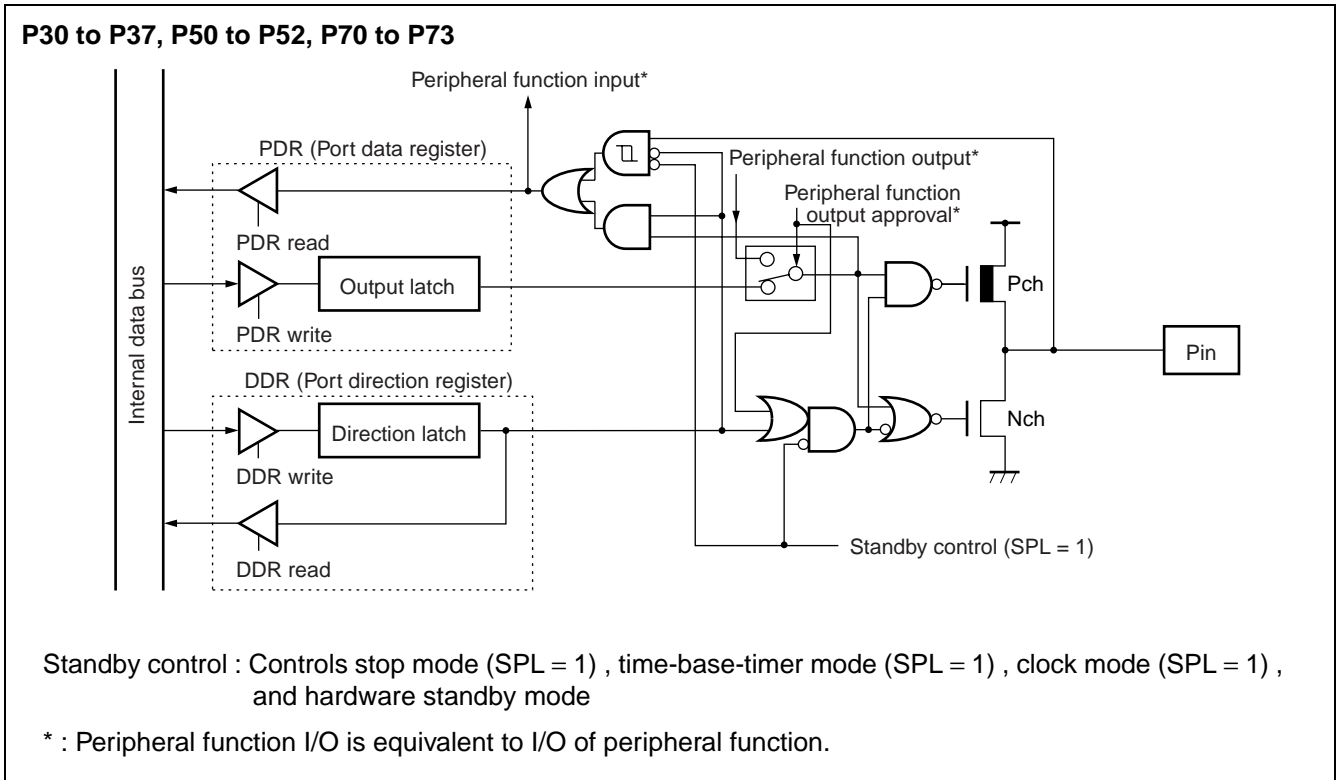 P30 to P37, P50 to P52, P70 to P73
Peripheral function input*
PDR (Port data register)
Peripheral function output*
Peripheral function
output approval*
PDR read
Internal data bus
Output latch
Pch
PDR write
Pin
DDR (Port direction register)
Direction latch
Nch
DDR write
Standby control (SPL = 1)
DDR read
Standby control : Controls stop mode (SPL = 1) , time-base-timer mode (SPL = 1) , clock mode (SPL = 1) ,
and hardware standby mode
* : Peripheral function I/O is equivalent to I/O of peripheral function.